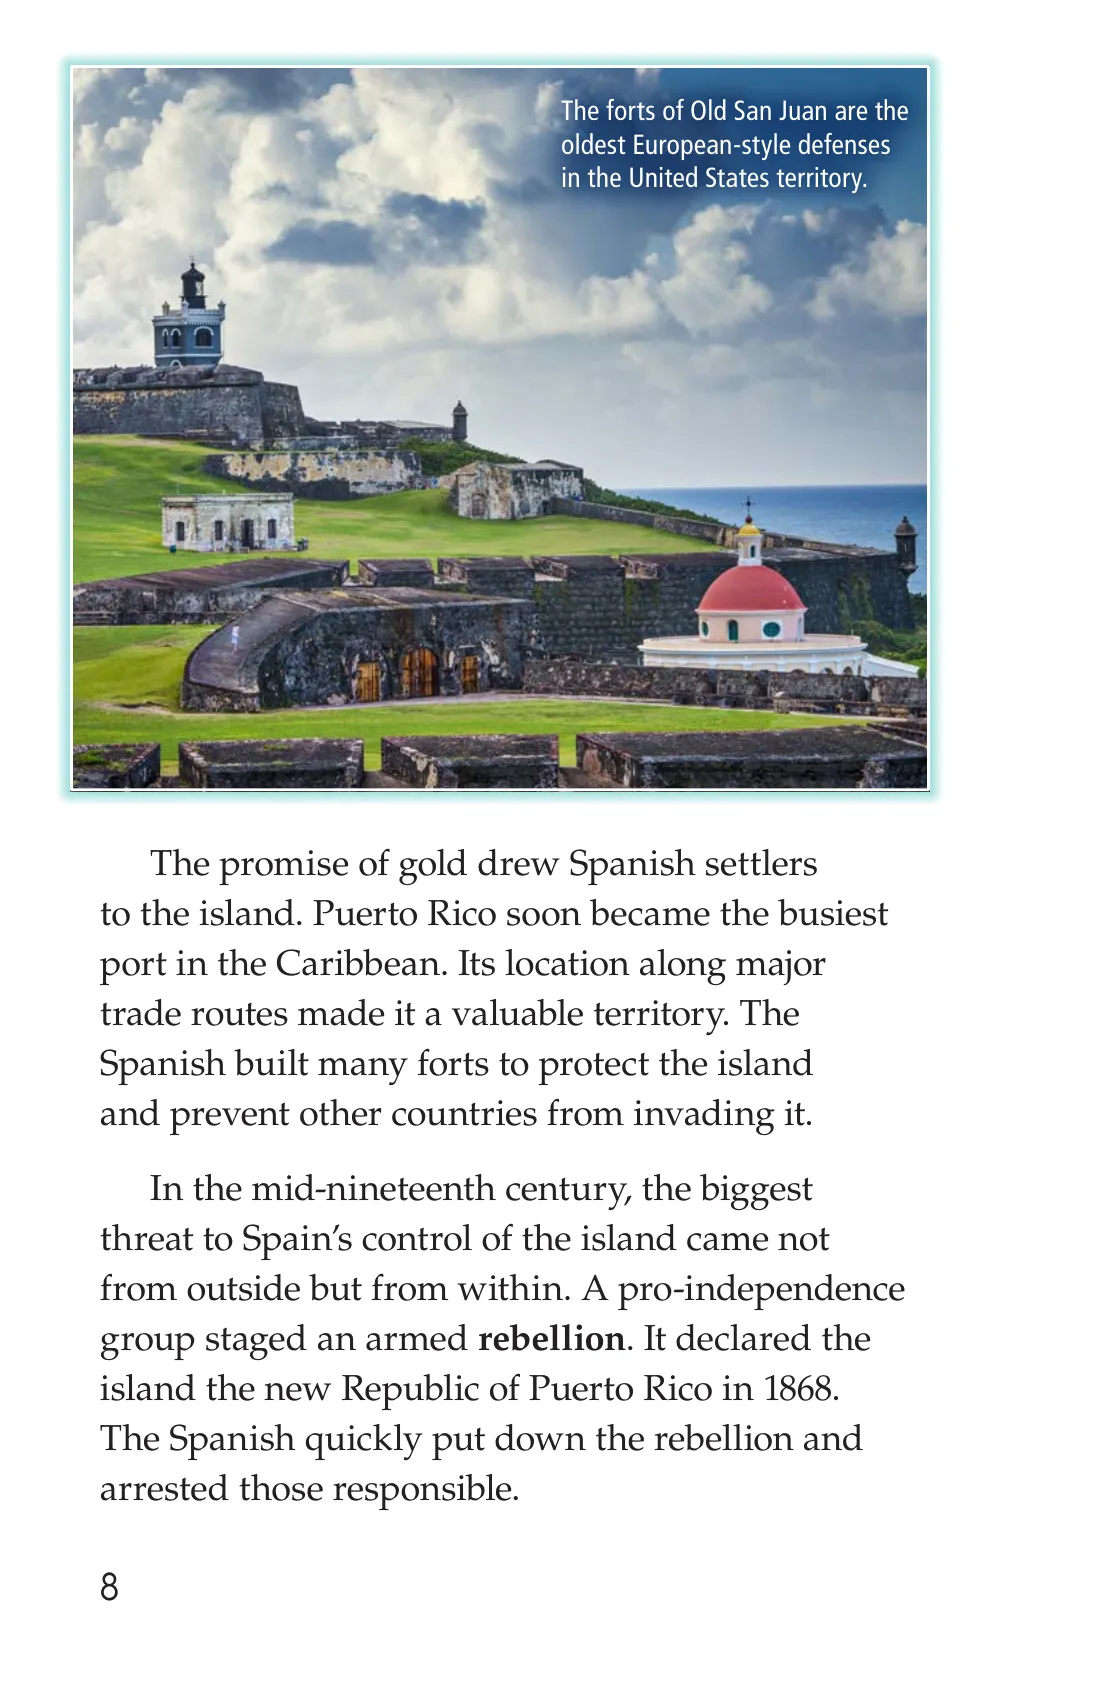 The forts of Old San Juan are the
oldest European-style defenses
in the United States territory.
The promise of gold drew Spanish settlers
to the island. Puerto Rico soon became the busiest
port in the Caribbean. Its location along major
trade routes made it a valuable territory. The
Spanish built many forts to protect the island
and prevent other countries from invading it.
In the mid-nineteenth century, the biggest
threat to Spain’s control of the island came not
from outside but from within. A pro-independence
group staged an armed rebellion. It declared the
island the new Republic of Puerto Rico in 1868.
The Spanish quickly put down the rebellion and
arrested those responsible.
8